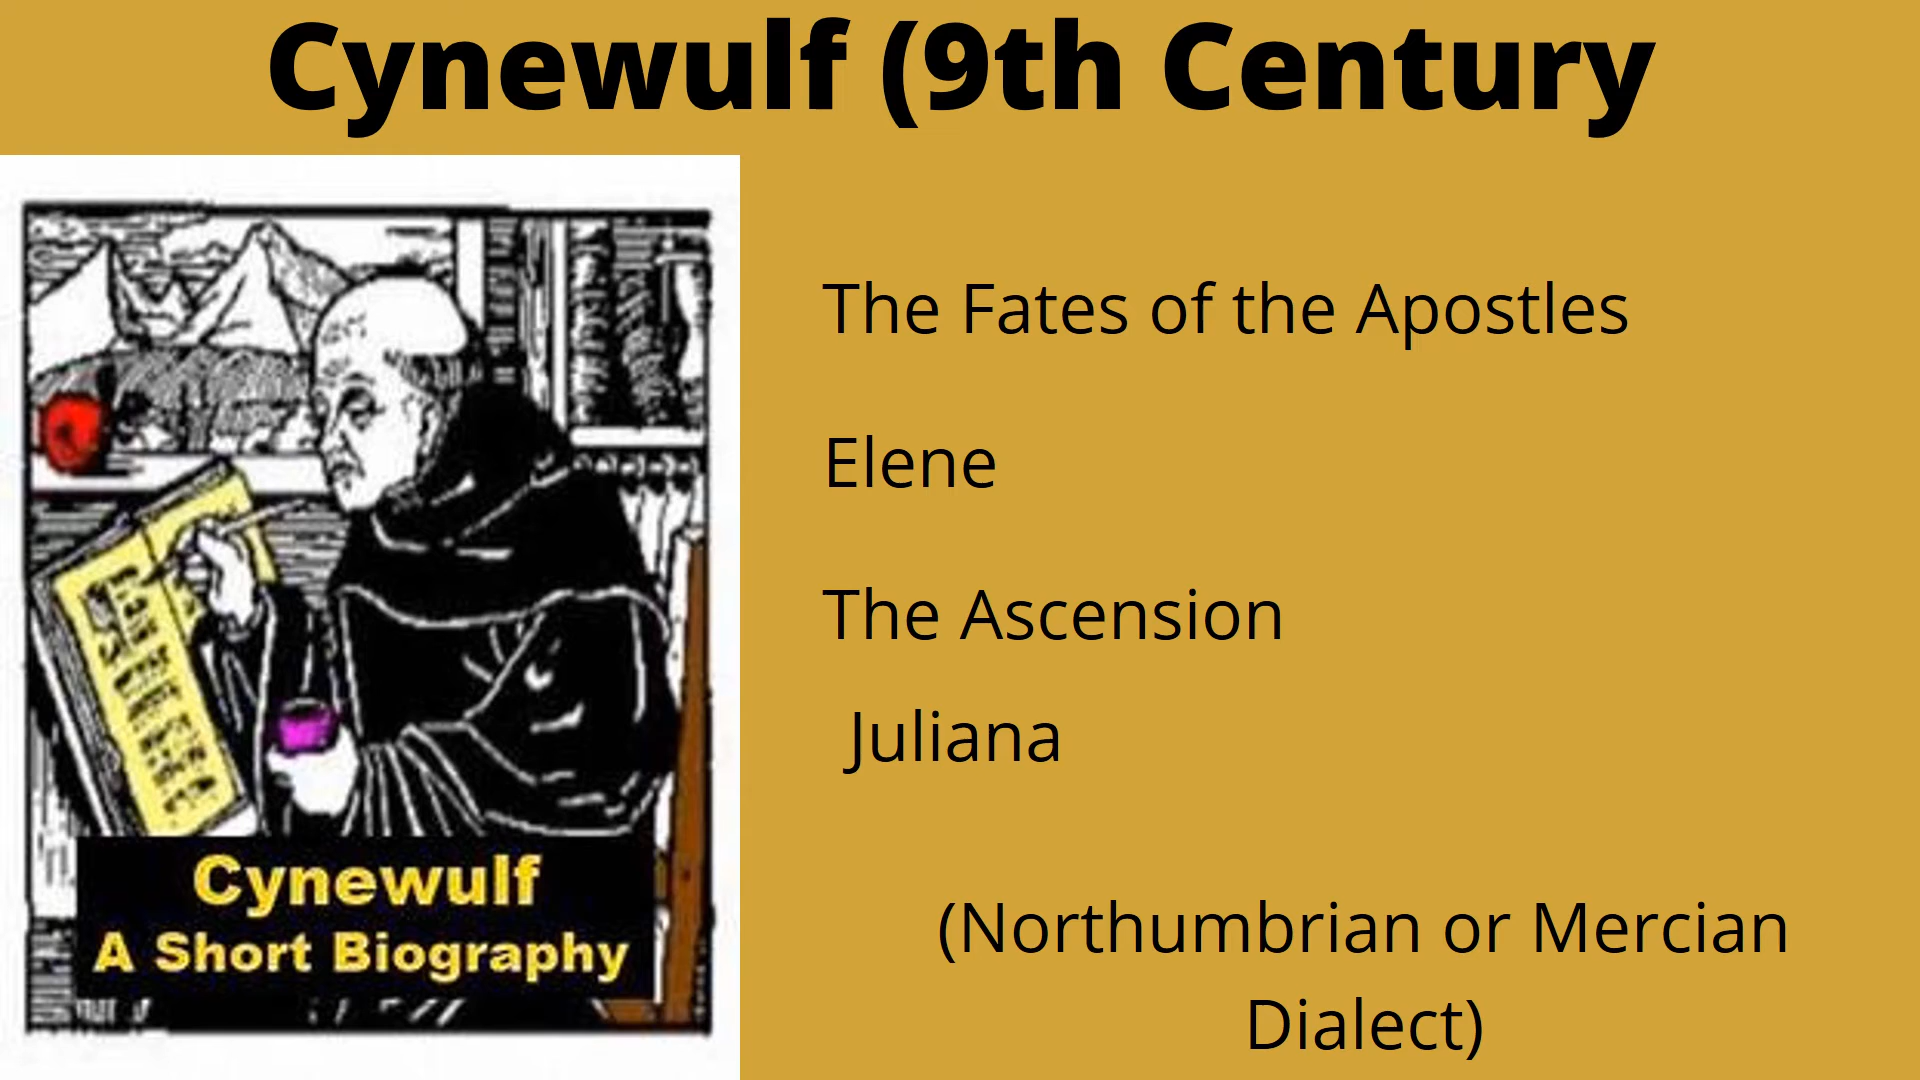 Cynewulf (9th Century
The Fates of the Apostles
Elene
The Ascension
Juliana
(Northumbrian or Mercian
Dialect)
Cynewulf
A Short Biography